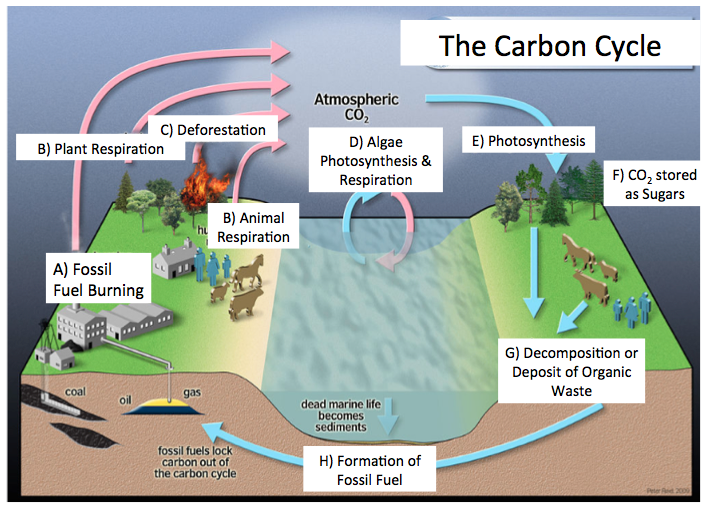 The Carbon Cycle
Atmospheric
CO₂
C) Deforestation
B) Plant Respiration
D) Algae
Photosynthesis &
Respiration
E) Photosynthesis
F) CO₂ stored
as Sugars
B) Animal
Respiration
A) Fossil
Fuel Burning
G) Decomposition or
Deposit of Organic
Waste
coal
oil
gas
dead marine life
becomes
sediments
fossil fuels lock
carbon out of
the carbon cycle
H) Formation of
Fossil Fuel